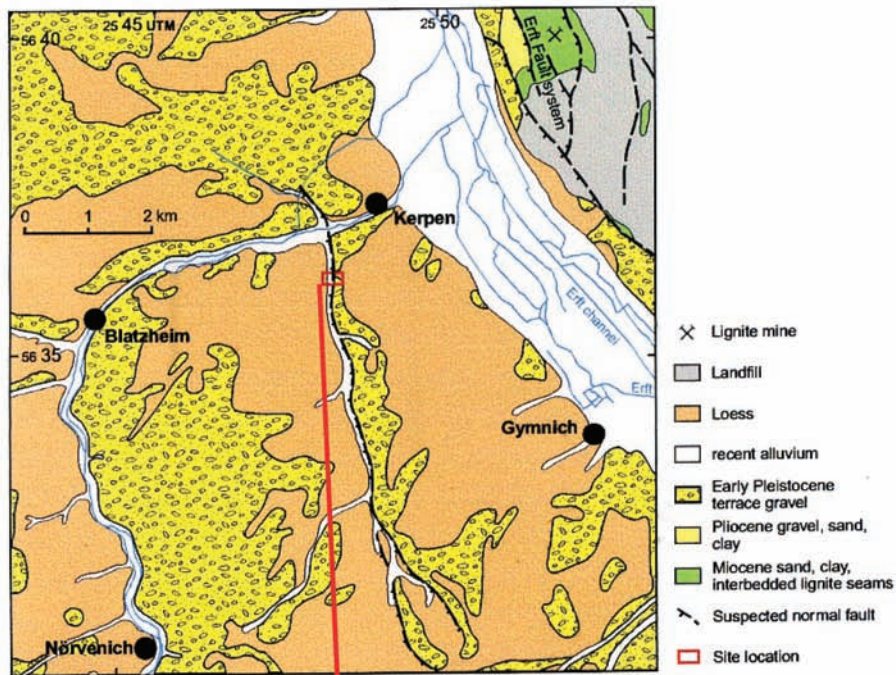 25 45 UTM
25 50
56 40
Erft Fault system
0 1 2 km
Kerpen
Blatzheim
Erft channel
56 35
Erft
Gymnich
Nörvenich
Lignite mine
Landfill
Loess
recent alluvium
Early Pleistocene
terrace gravel
Pliocene gravel, sand,
clay
Miocene sand, clay,
interbedded lignite seams
Suspected normal fault
Site location